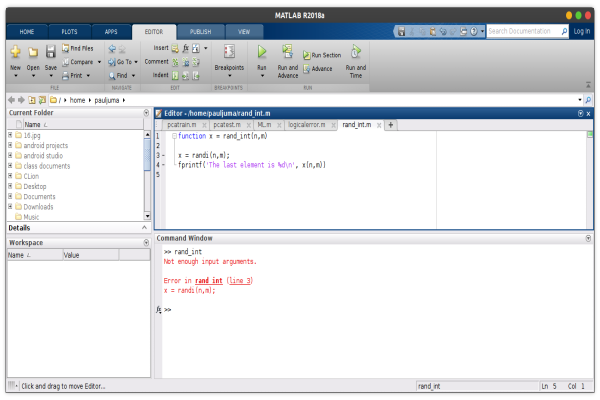 MATLAB R2018a
HOME PLOTS APPS EDITOR PUBLISH VIEW Search Documentation Log In
New Open Save Find Files Compare Print Go To Find Insert Comment Indent Breakpoints Run Run and Advance Run Section Advance Run and Time
FILE NAVIGATE EDIT BREAKPOINTS RUN
/ home pauljuma
Current Folder
Name
16.jpg
android projects
android studio
class documents
CLion
Desktop
Documents
Downloads
Music
Details
Workspace
Name Value
Editor - /home/pauljuma/rand_int.m
pcatrain.m pcatest.m ML.m logicalerror.m rand_int.m
1 function x = rand_int(n,m)
2
3 - x = randi(n,m);
4 - fprintf('The last element is %d\n', x(n,m))
5
Command Window
>> rand_int
Not enough input arguments.
Error in rand_int (line 3)
x = randi(n,m);
fx >>
Click and drag to move Editor... rand_int Ln 5 Col 1